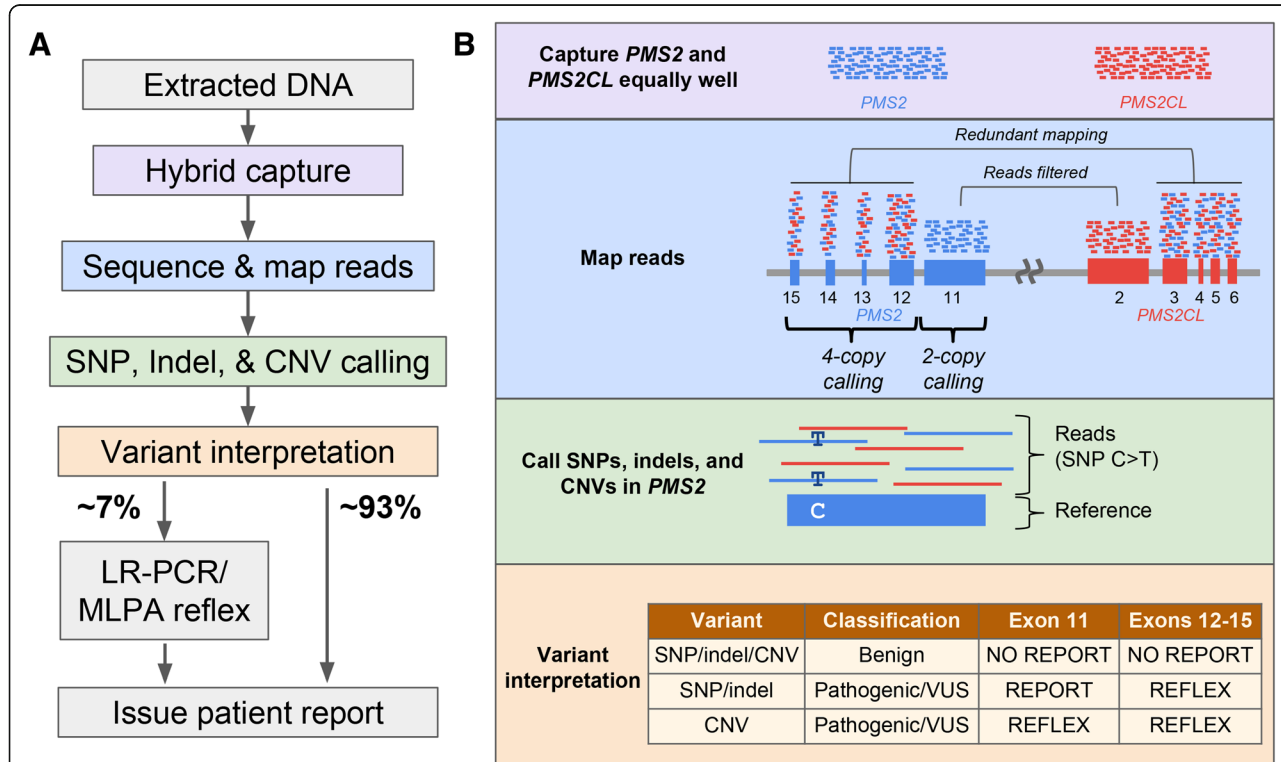 A
Extracted DNA
Hybrid capture
Sequence & map reads
SNP, Indel, & CNV calling
Variant interpretation
~7%
~93%
LR-PCR/
MLPA reflex
Issue patient report
B
Capture PMS2 and
PMS2CL equally well
PMS2
PMS2CL
Map reads
Redundant mapping
Reads filtered
15 14 13 12 11 2 3 4 5 6
PMS2
PMS2CL
4-copy
calling
2-copy
calling
Call SNPs, indels, and
CNVs in PMS2
T
T
C
Reads
(SNP C>T)
Reference
Variant
interpretation
Variant Classification Exon 11 Exons 12-15
SNP/indel/CNV Benign NO REPORT NO REPORT
SNP/indel Pathogenic/VUS REPORT REFLEX
CNV Pathogenic/VUS REFLEX REFLEX